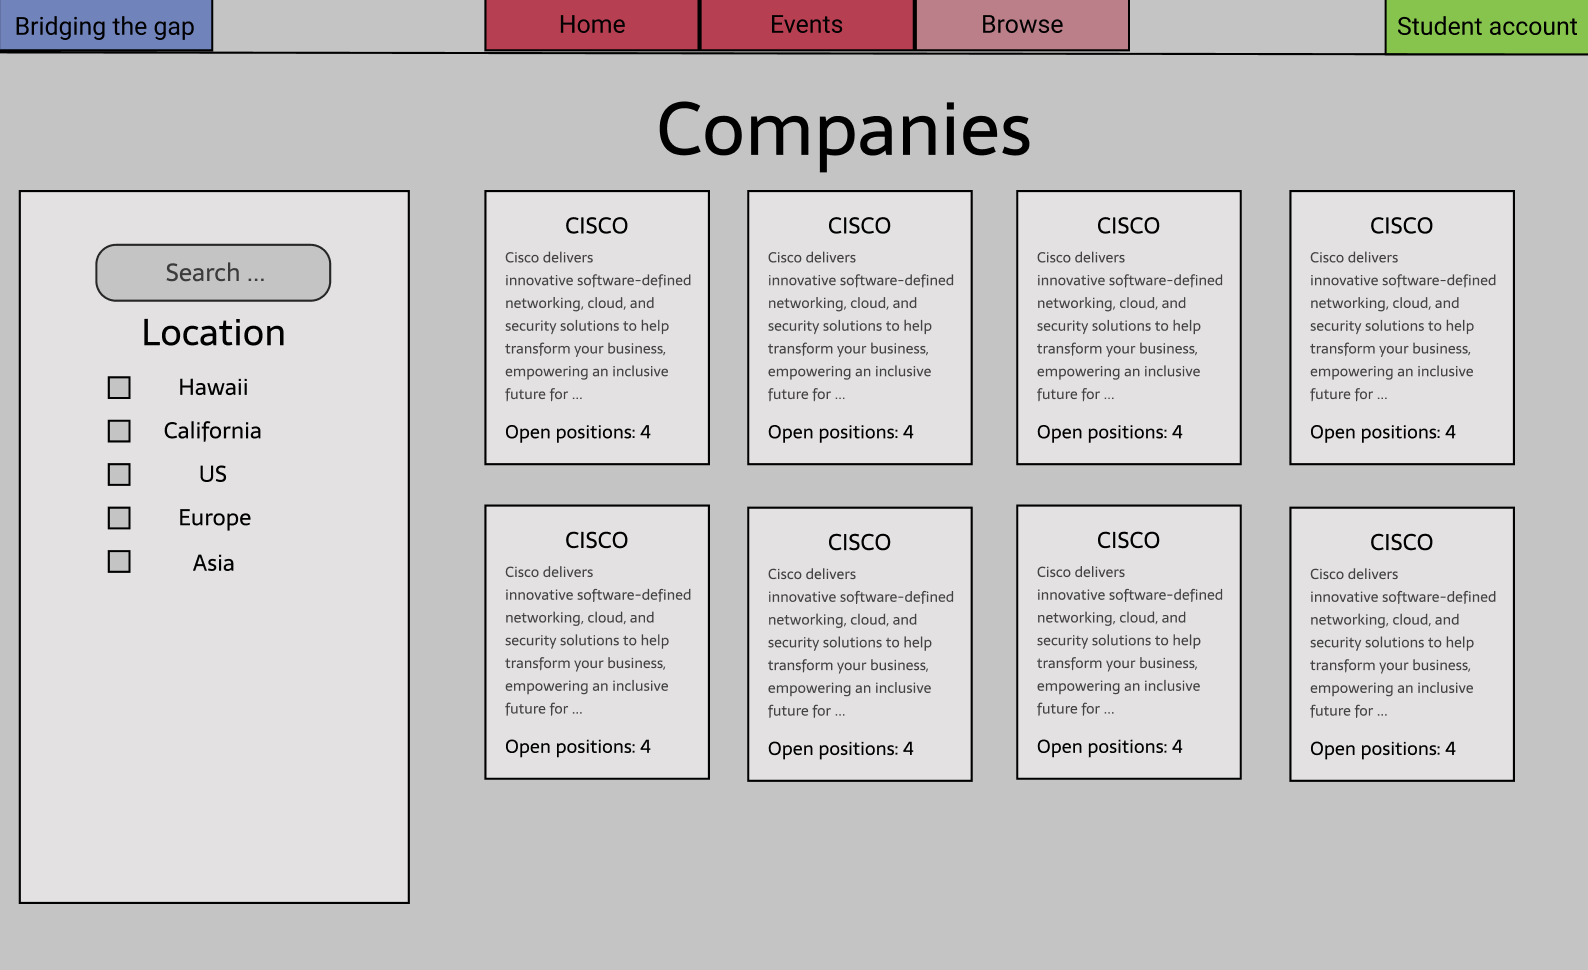 Bridging the gap
Home
Events
Browse
Student account
Companies
Search ...
Location
Hawaii
California
US
Europe
Asia
CISCO
Cisco delivers
innovative software-defined
networking, cloud, and
security solutions to help
transform your business,
empowering an inclusive
future for ...
Open positions: 4
CISCO
Cisco delivers
innovative software-defined
networking, cloud, and
security solutions to help
transform your business,
empowering an inclusive
future for ...
Open positions: 4
CISCO
Cisco delivers
innovative software-defined
networking, cloud, and
security solutions to help
transform your business,
empowering an inclusive
future for ...
Open positions: 4
CISCO
Cisco delivers
innovative software-defined
networking, cloud, and
security solutions to help
transform your business,
empowering an inclusive
future for ...
Open positions: 4
CISCO
Cisco delivers
innovative software-defined
networking, cloud, and
security solutions to help
transform your business,
empowering an inclusive
future for ...
Open positions: 4
CISCO
Cisco delivers
innovative software-defined
networking, cloud, and
security solutions to help
transform your business,
empowering an inclusive
future for ...
Open positions: 4
CISCO
Cisco delivers
innovative software-defined
networking, cloud, and
security solutions to help
transform your business,
empowering an inclusive
future for ...
Open positions: 4
CISCO
Cisco delivers
innovative software-defined
networking, cloud, and
security solutions to help
transform your business,
empowering an inclusive
future for ...
Open positions: 4